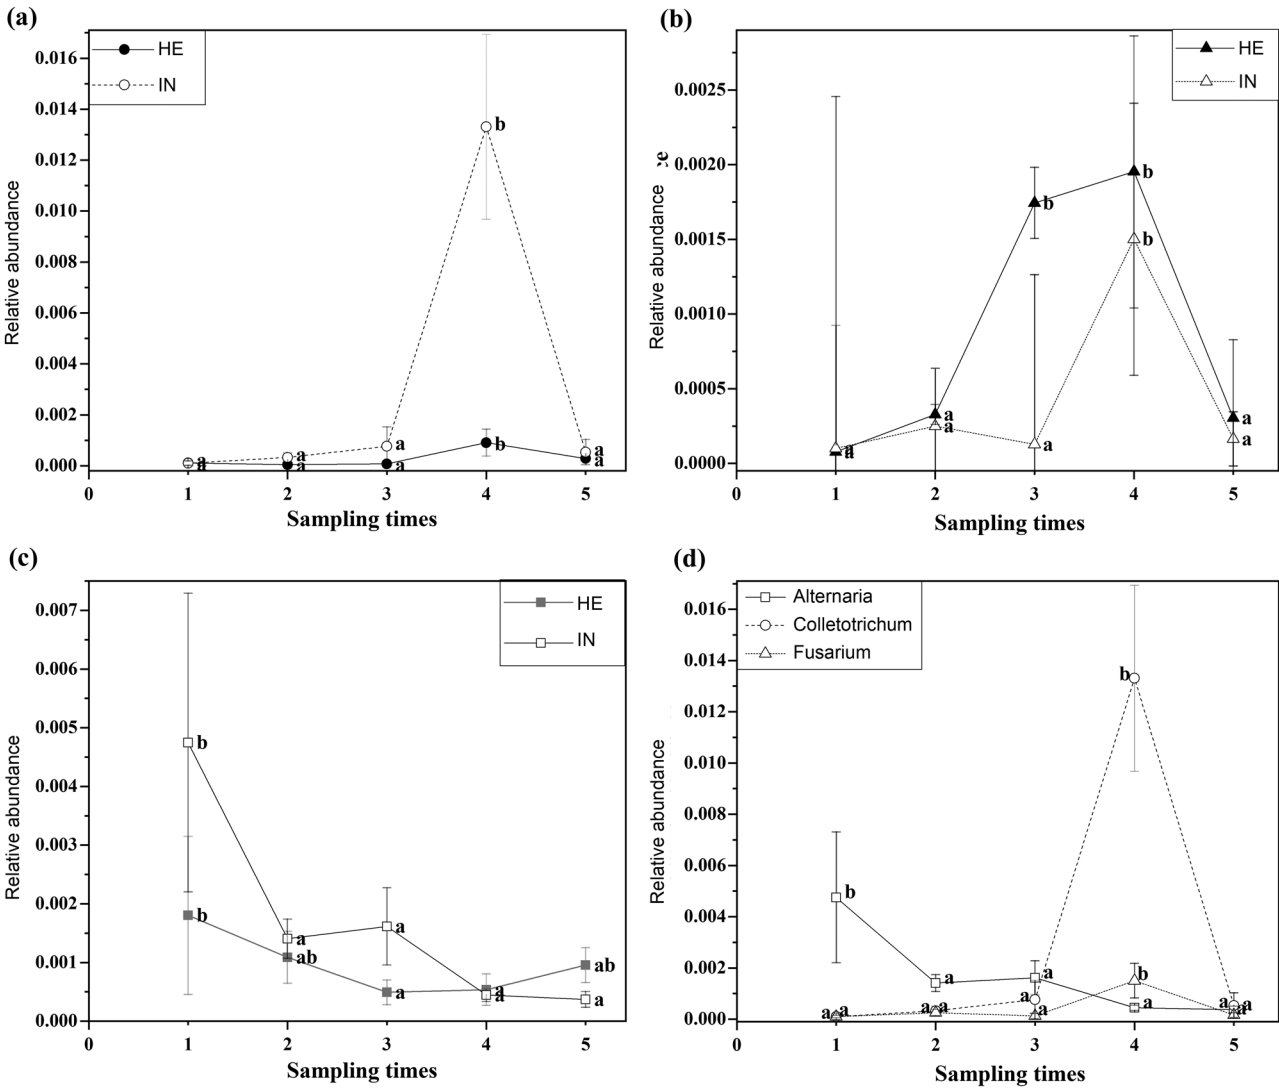 (a)
HE
IN
0.016
0.014
0.012
0.010
0.008
0.006
0.004
0.002
0.000
Relative abundance
b
b
a
a
a
a
a
a
a
a
0 1 2 3 4 5
Sampling times
(b)
HE
IN
0.0025
0.0020
0.0015
0.0010
0.0005
0.0000
Relative abundance
b
b
b
a
a
a
a
a
a
a
0 1 2 3 4 5
Sampling times
(c)
HE
IN
0.007
0.006
0.005
0.004
0.003
0.002
0.001
0.000
Relative abundance
b
b
a
a
ab
ab
a
a
a
a
0 1 2 3 4 5
Sampling times
(d)
Alternaria
Colletotrichum
Fusarium
0.016
0.014
0.012
0.010
0.008
0.006
0.004
0.002
0.000
Relative abundance
b
b
a
a
b
a
a
a
a
a
a
a
a
a
a
0 1 2 3 4 5
Sampling times